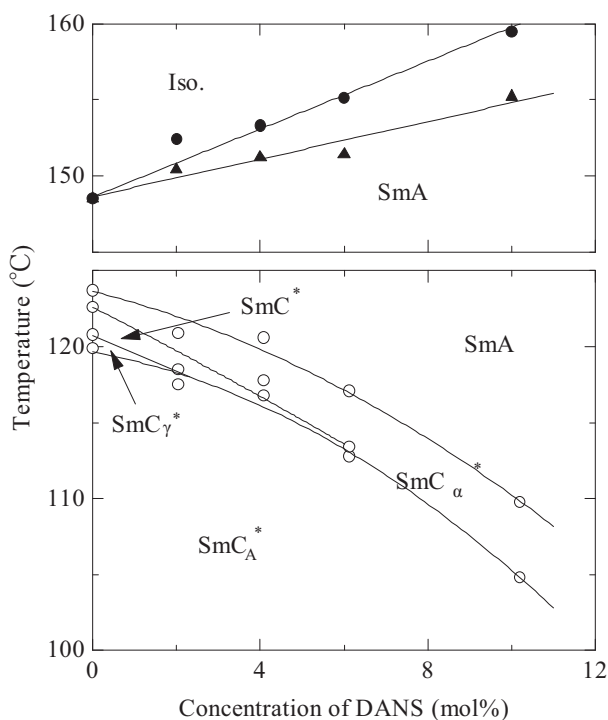 160
Iso.
150
SmA
Temperature (°C)
SmC*
120
SmA
SmCγ*
110
SmCα*
SmCA*
100
0 4 8 12
Concentration of DANS (mol%)